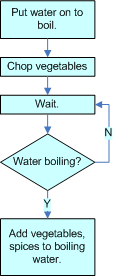 Put water on to
boil.
Chop vegetables
Wait.
N
Water boiling?
Y
Add vegetables,
spices to boiling
water.